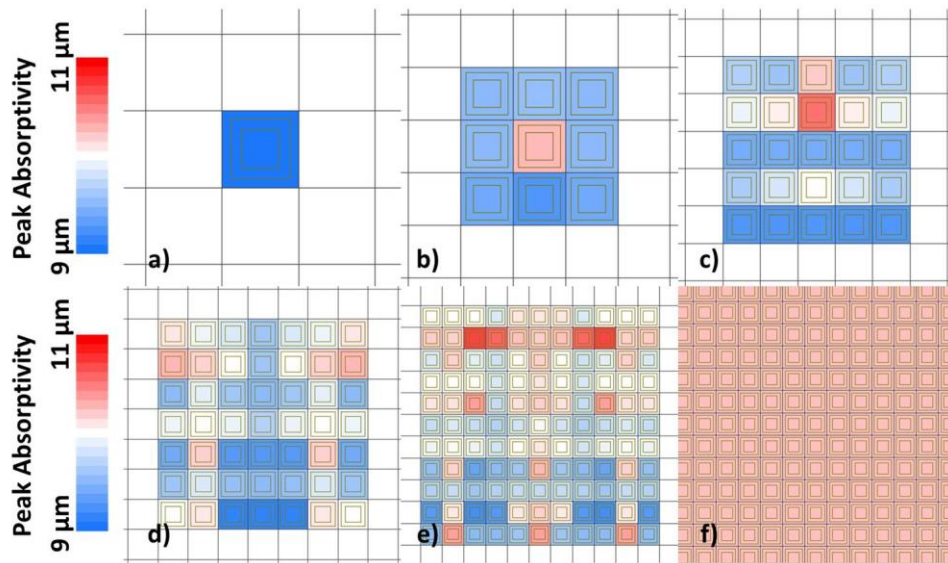 11 µm
Peak Absorptivity
9 µm
a)
b)
c)
11 µm
Peak Absorptivity
9 µm
d)
e)
f)